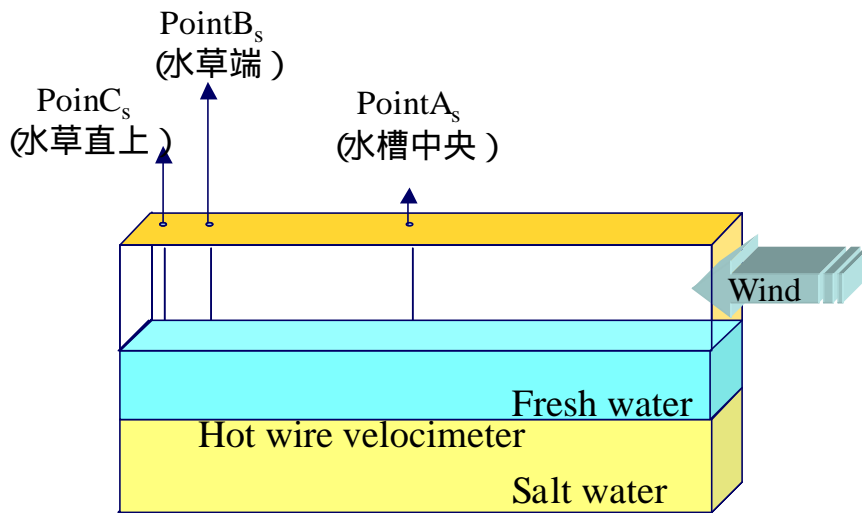 PointBs
(水草端)
PoinCs
(水草直上)
PointAs
(水槽中央)
Wind
Fresh water
Hot wire velocimeter
Salt water